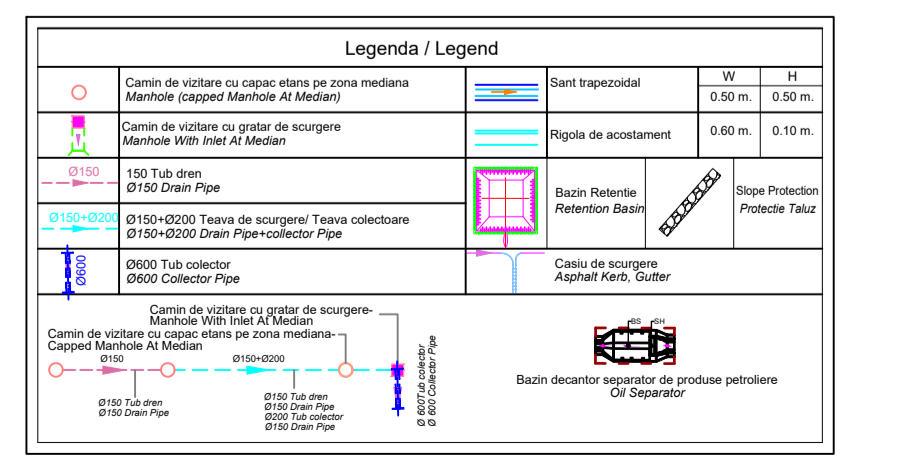 Legenda / Legend
Camin de vizitare cu capac etans pe zona mediana
Manhole (capped Manhole At Median)
Sant trapezoidal
W
H
0.50 m.
0.50 m.
Camin de vizitare cu gratar de scurgere
Manhole With Inlet At Median
Rigola de acostament
0.60 m.
0.10 m.
Ø150
150 Tub dren
Ø150 Drain Pipe
Bazin Retentie
Retention Basin
Slope Protection
Protectie Taluz
Ø150+Ø200
Ø150+Ø200 Teava de scurgere/ Teava colectoare
Ø150+Ø200 Drain Pipe+collector Pipe
Ø600
Ø600 Tub colector
Ø600 Collector Pipe
Casiu de scurgere
Asphalt Kerb, Gutter
Camin de vizitare cu gratar de scurgere-
Manhole With Inlet At Median
Camin de vizitare cu capac etans pe zona mediana-
Capped Manhole At Median
Ø150
Ø150+Ø200
Ø150 Tub dren
Ø150 Drain Pipe
Ø150 Tub dren
Ø150 Drain Pipe
Ø200 Tub colector
Ø150 Drain Pipe
Ø 600Tub colector
Ø 600 Collector Pipe
BS
SH
Bazin decantor separator de produse petroliere
Oil Separator